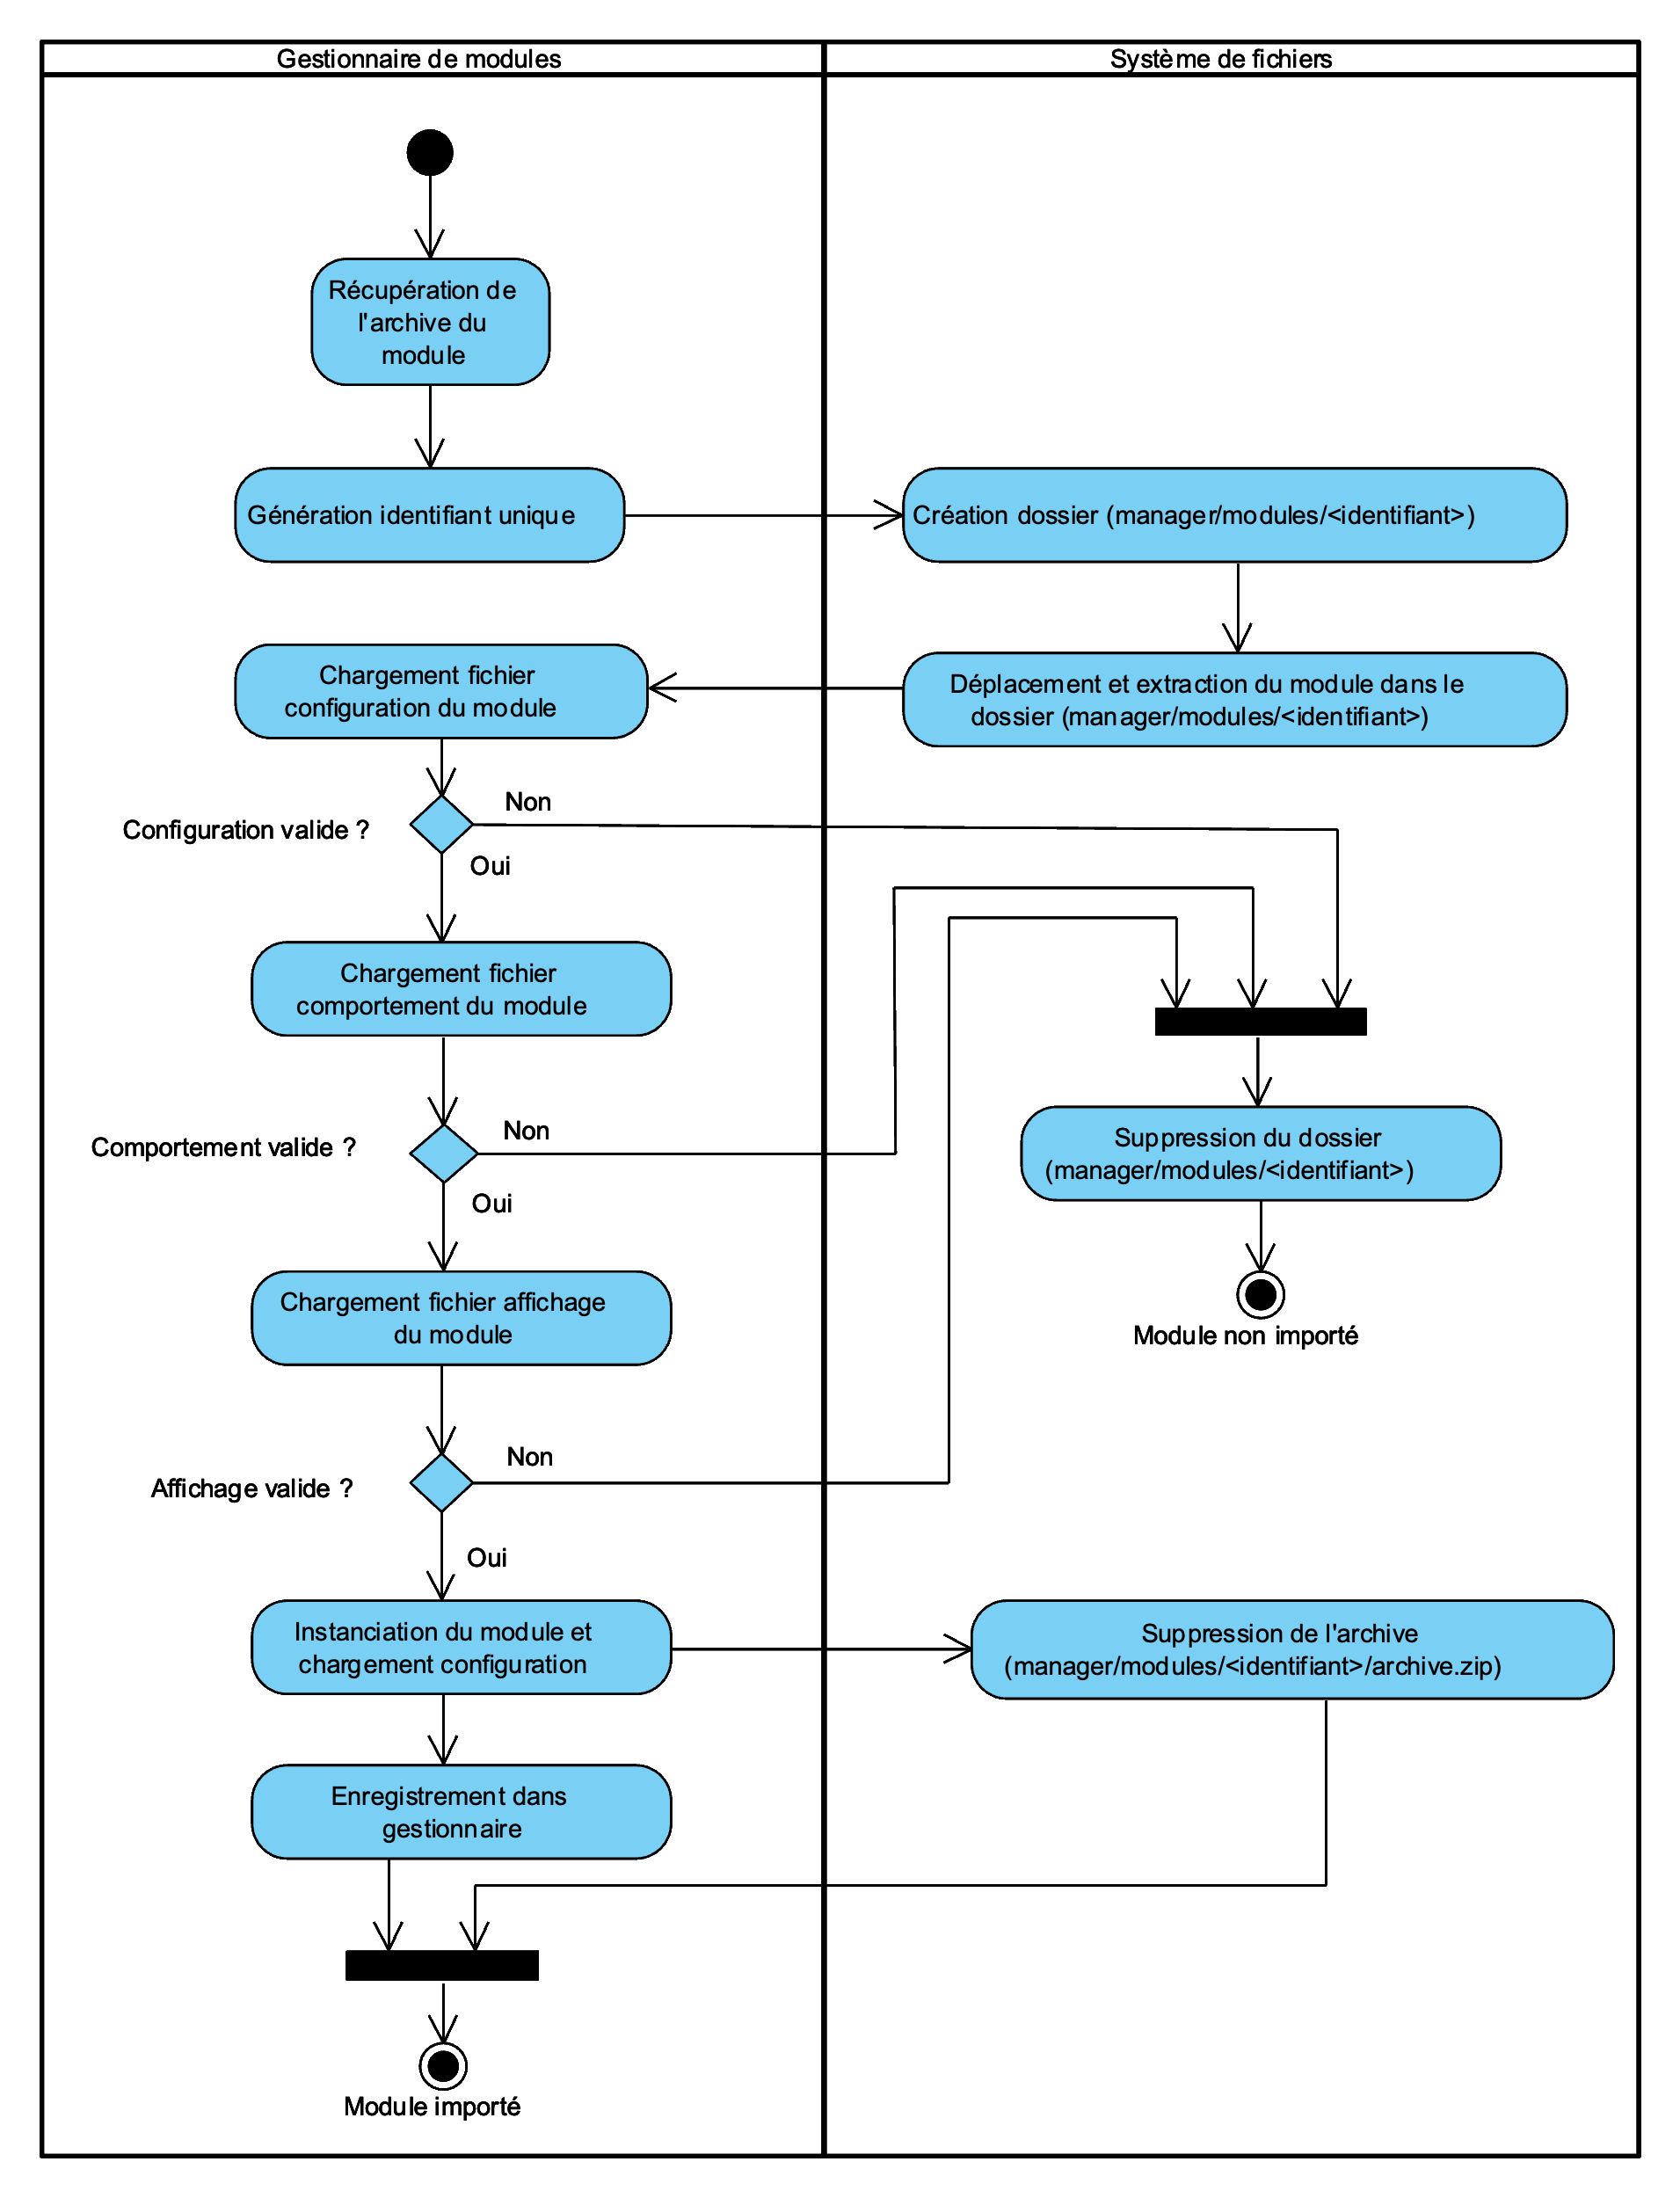 Gestionnaire de modules
Système de fichiers
Récupération de
l'archive du
module
Génération identifiant unique
Création dossier (manager/modules/<identifiant>)
Chargement fichier
configuration du module
Déplacement et extraction du module dans le
dossier (manager/modules/<identifiant>)
Configuration valide ?
Non
Oui
Chargement fichier
comportement du module
Comportement valide ?
Non
Oui
Suppression du dossier
(manager/modules/<identifiant>)
Module non importé
Chargement fichier affichage
du module
Affichage valide ?
Non
Oui
Instanciation du module et
chargement configuration
Suppression de l'archive
(manager/modules/<identifiant>/archive.zip)
Enregistrement dans
gestionnaire
Module importé